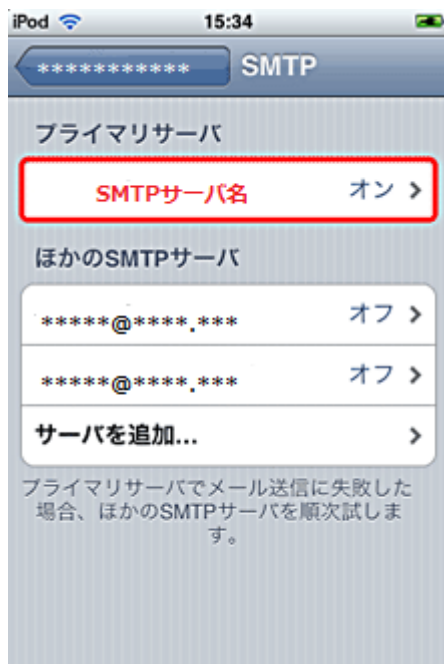 iPod 15:34
*********** SMTP
プライマリサーバ
SMTPサーバ名 オン
ほかのSMTPサーバ
*****@****.*** オフ
*****@****.*** オフ
サーバを追加...
プライマリサーバでメール送信に失敗した
場合、ほかのSMTPサーバを順次試しま
す。